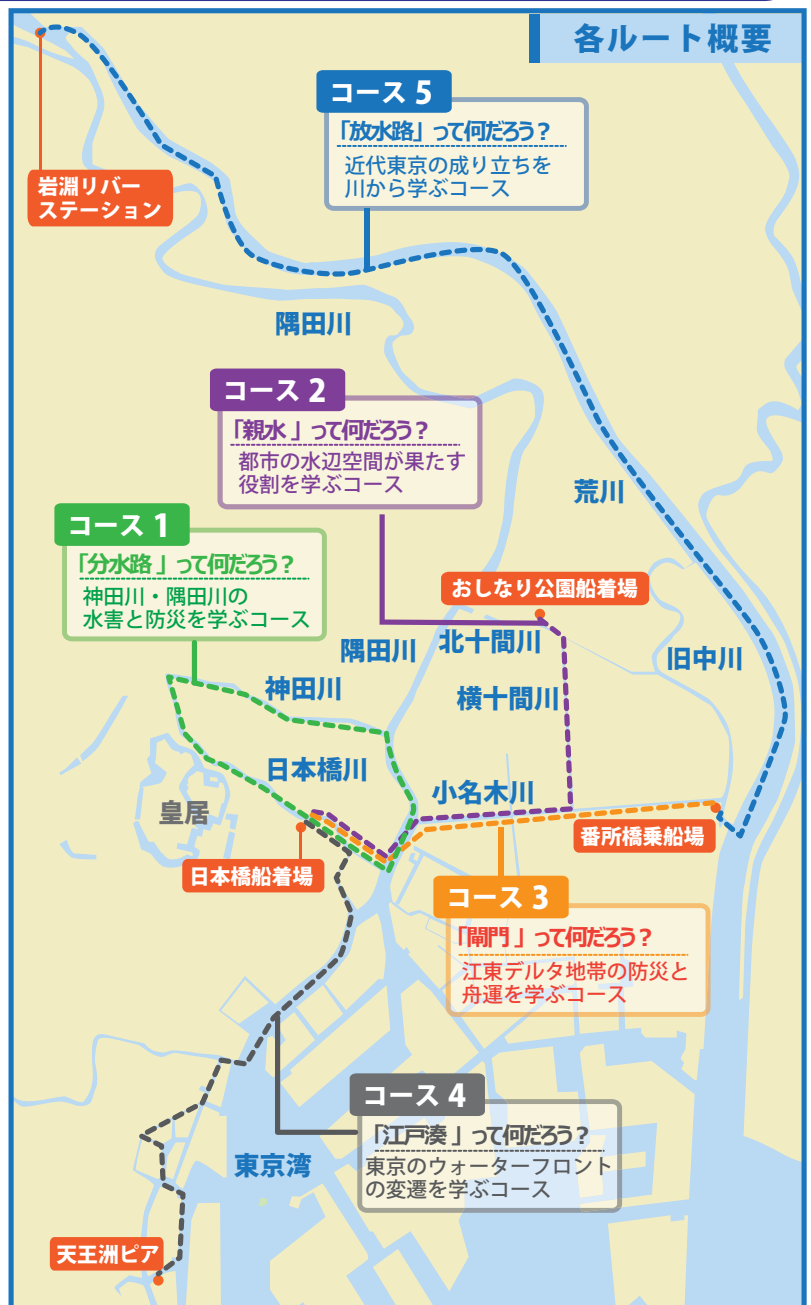 各ルート概要
コース 5
「放水路」って何だろう？
近代東京の成り立ちを
川から学ぶコース
岩淵リバー
ステーション
隅田川
コース 2
「親水 」って何だろう？
都市の水辺空間が果たす
役割を学ぶコース
荒川
コース 1
「分水路 」って何だろう？
神田川・隅田川の
水害と防災を学ぶコース
おしなり公園船着場
隅田川
北十間川
旧中川
神田川
横十間川
日本橋川
小名木川
皇居
番所橋乗船場
日本橋船着場
コース 3
「閘門 」って何だろう？
江東デルタ地帯の防災と
舟運を学ぶコース
コース 4
「江戸湊 」って何だろう？
東京のウォーターフロント
の変遷を学ぶコース
東京湾
天王洲ピア